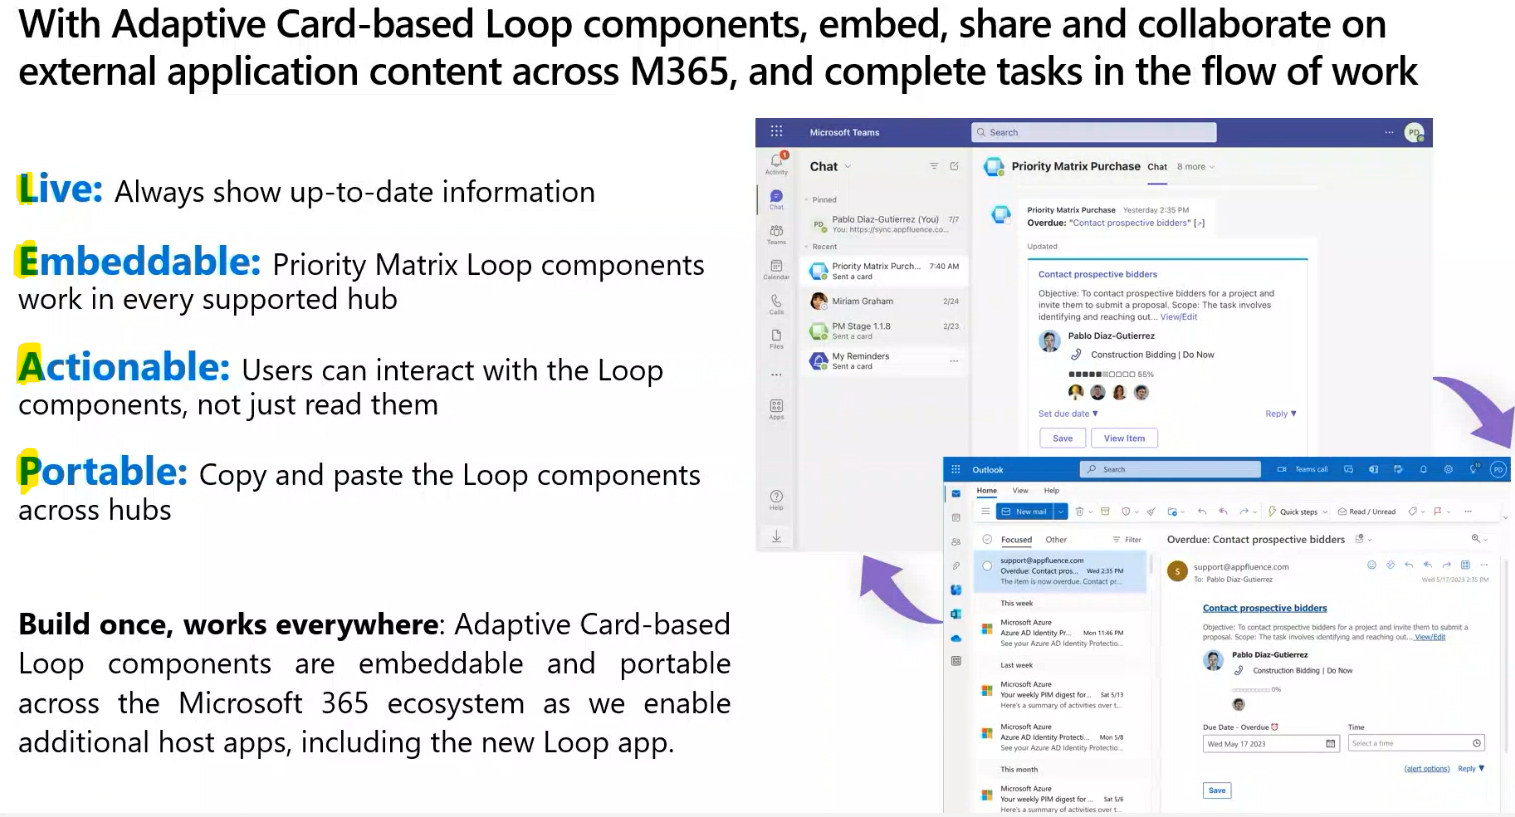 With Adaptive Card-based Loop components, embed, share and collaborate on
external application content across M365, and complete tasks in the flow of work
Live: Always show up-to-date information
Embeddable: Priority Matrix Loop components
work in every supported hub
Actionable: Users can interact with the Loop
components, not just read them
Portable: Copy and paste the Loop components
across hubs
Build once, works everywhere: Adaptive Card-based
Loop components are embeddable and portable
across the Microsoft 365 ecosystem as we enable
additional host apps, including the new Loop app.
Microsoft Teams
Search
PD
1
Activity
Chat
Teams
Calendar
Calls
Files
Apps
Help
Chat
Pinned
Pablo Diaz-Gutierrez (You) 7/7
You: https://sync.appfluence.co...
Recent
Priority Matrix Purch... 7:40 AM
Sent a card
Miriam Graham 2/24
PM Stage 1.1.8 2/23
Sent a card
My Reminders
Sent a card
Priority Matrix Purchase Chat 8 more
Priority Matrix Purchase Yesterday 2:35 PM
Overdue: "Contact prospective bidders" [↗]
Updated
Contact prospective bidders
Objective: To contact prospective bidders for a project and
invite them to submit a proposal. Scope: The task involves
identifying and reaching out... View/Edit
Pablo Diaz-Gutierrez
Construction Bidding | Do Now
55%
Set due date ▼ Reply ▼
Save View Item
Outlook
Search
Teams call
PD
Home View Help
New mail
Quick steps
Read / Unread
Focused Other Filter
support@appfluence.com
Overdue: Contact pros... Wed 2:35 PM
The item is now overdue. Contact pr...
This week
Microsoft Azure
Azure AD Identity Pr... Mon 11:46 PM
See your Azure AD Identity Protectio...
Last week
Microsoft Azure
Your weekly PIM digest for ... Sat 5/13
Here's a summary of activities over t...
Microsoft Azure
Azure AD Identity Protectio... Mon 5/8
See your Azure AD Identity Protectio...
This month
Microsoft Azure
Your weekly PIM digest for ... Sat 5/6
Here's a summary of activities over t...
Overdue: Contact prospective bidders
S
support@appfluence.com
To: Pablo Diaz-Gutierrez
Wed 5/17/2023 2:35 PM
Contact prospective bidders
Objective: To contact prospective bidders for a project and invite them to submit a
proposal. Scope: The task involves identifying and reaching out... View/Edit
Pablo Diaz-Gutierrez
Construction Bidding | Do Now
0%
Due Date - Overdue Time
Wed May 17 2023 Select a time
(alert options) Reply ▼
Save